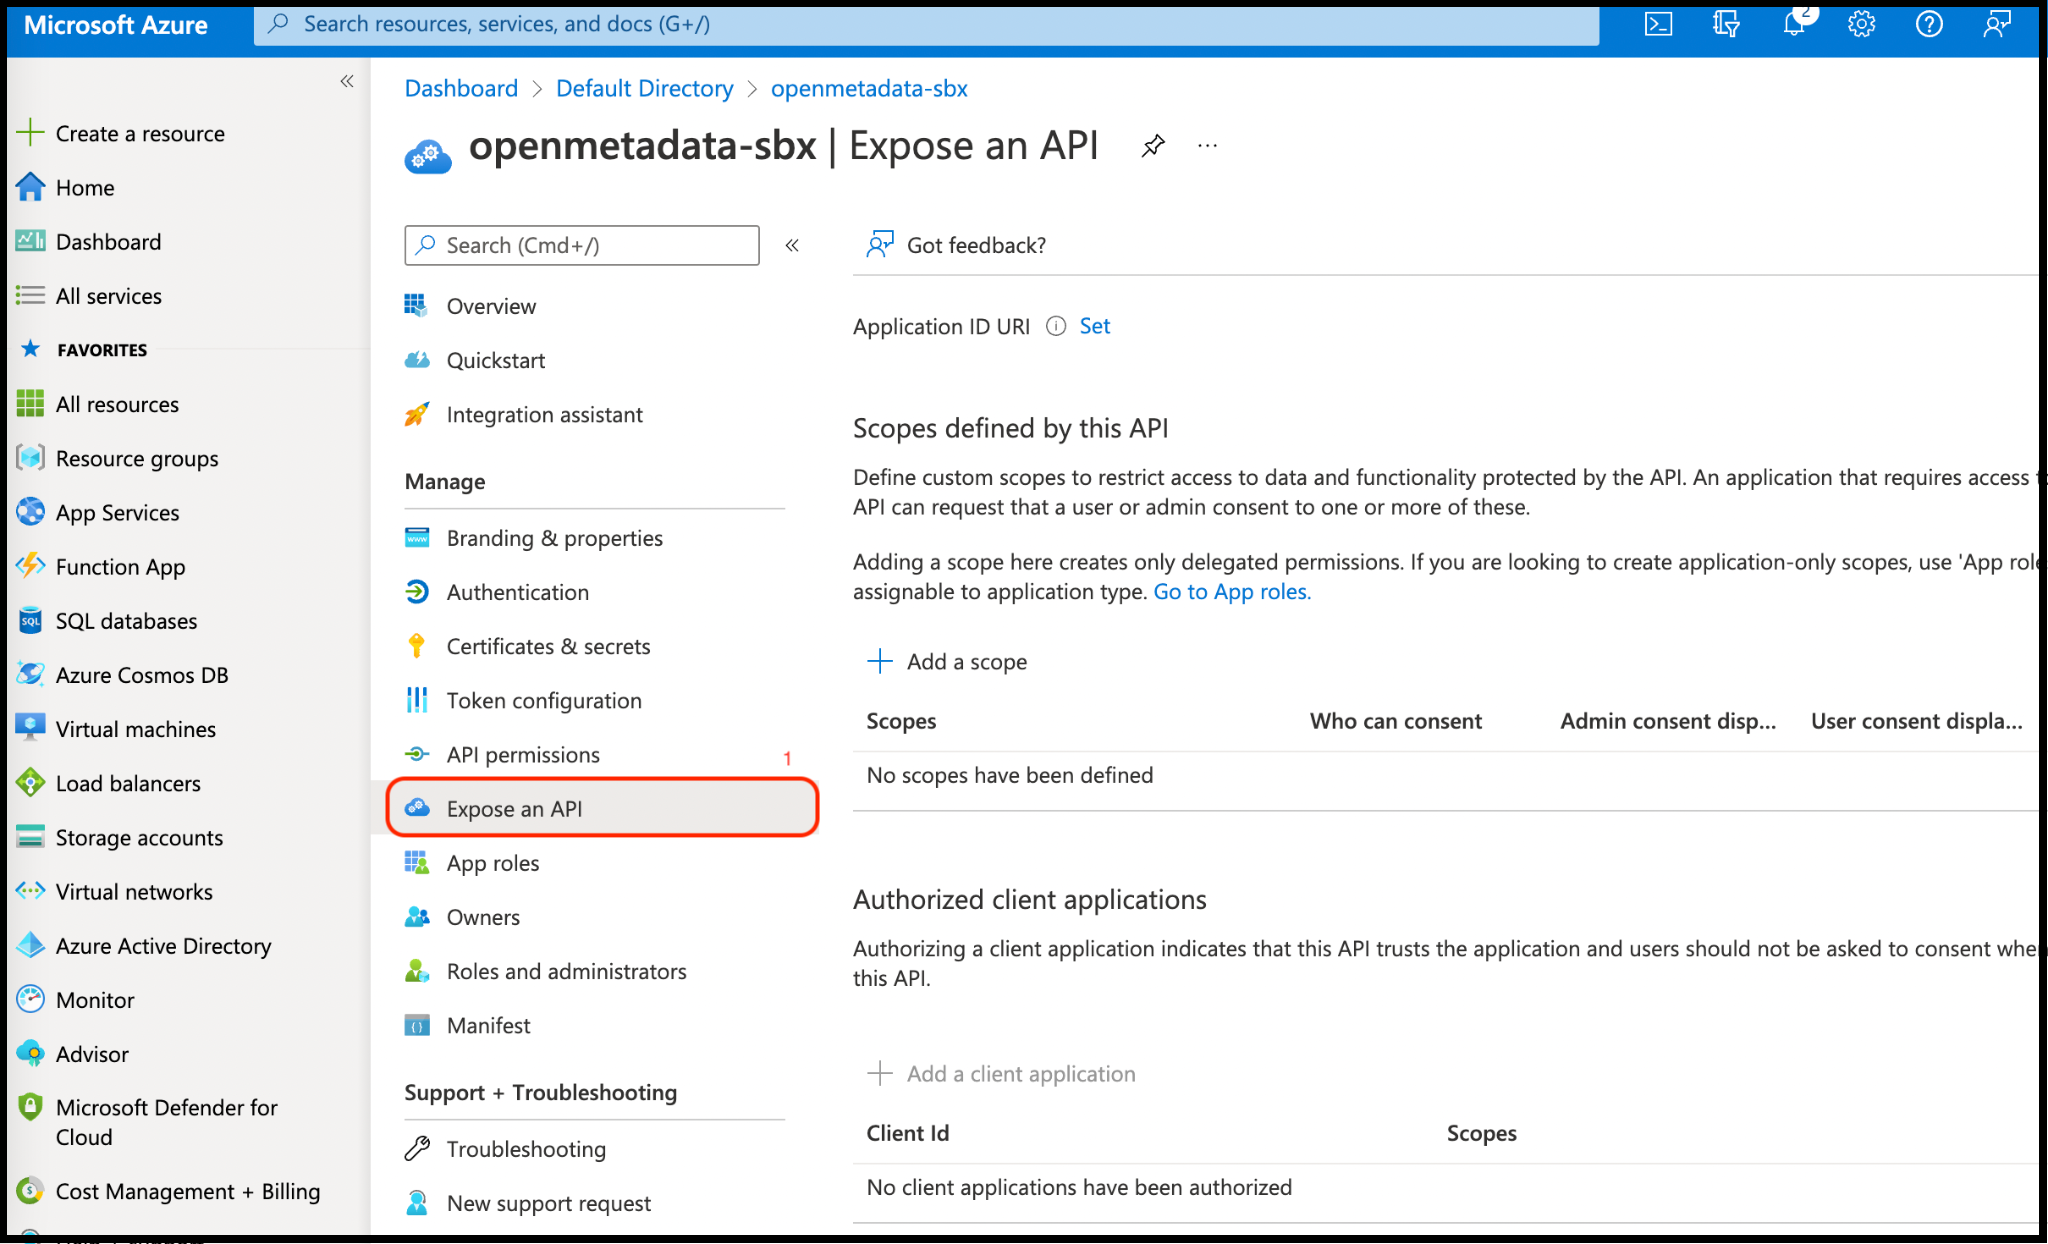 Microsoft Azure
Search resources, services, and docs (G+/)
2
Create a resource
Home
Dashboard
All services
FAVORITES
All resources
Resource groups
App Services
Function App
SQL databases
Azure Cosmos DB
Virtual machines
Load balancers
Storage accounts
Virtual networks
Azure Active Directory
Monitor
Advisor
Microsoft Defender for
Cloud
Cost Management + Billing
Dashboard > Default Directory > openmetadata-sbx
openmetadata-sbx | Expose an API
Search (Cmd+/)
Overview
Quickstart
Integration assistant
Manage
Branding & properties
Authentication
Certificates & secrets
Token configuration
API permissions
1
Expose an API
App roles
Owners
Roles and administrators
Manifest
Support + Troubleshooting
Troubleshooting
New support request
Got feedback?
Application ID URI Set
Scopes defined by this API
Define custom scopes to restrict access to data and functionality protected by the API. An application that requires access
API can request that a user or admin consent to one or more of these.
Adding a scope here creates only delegated permissions. If you are looking to create application-only scopes, use 'App
assignable to application type. Go to App roles.
Add a scope
Scopes Who can consent Admin consent disp... User consent displa...
No scopes have been defined
Authorized client applications
Authorizing a client application indicates that this API trusts the application and users should not be asked to consent
this API.
Add a client application
Client Id Scopes
No client applications have been authorized